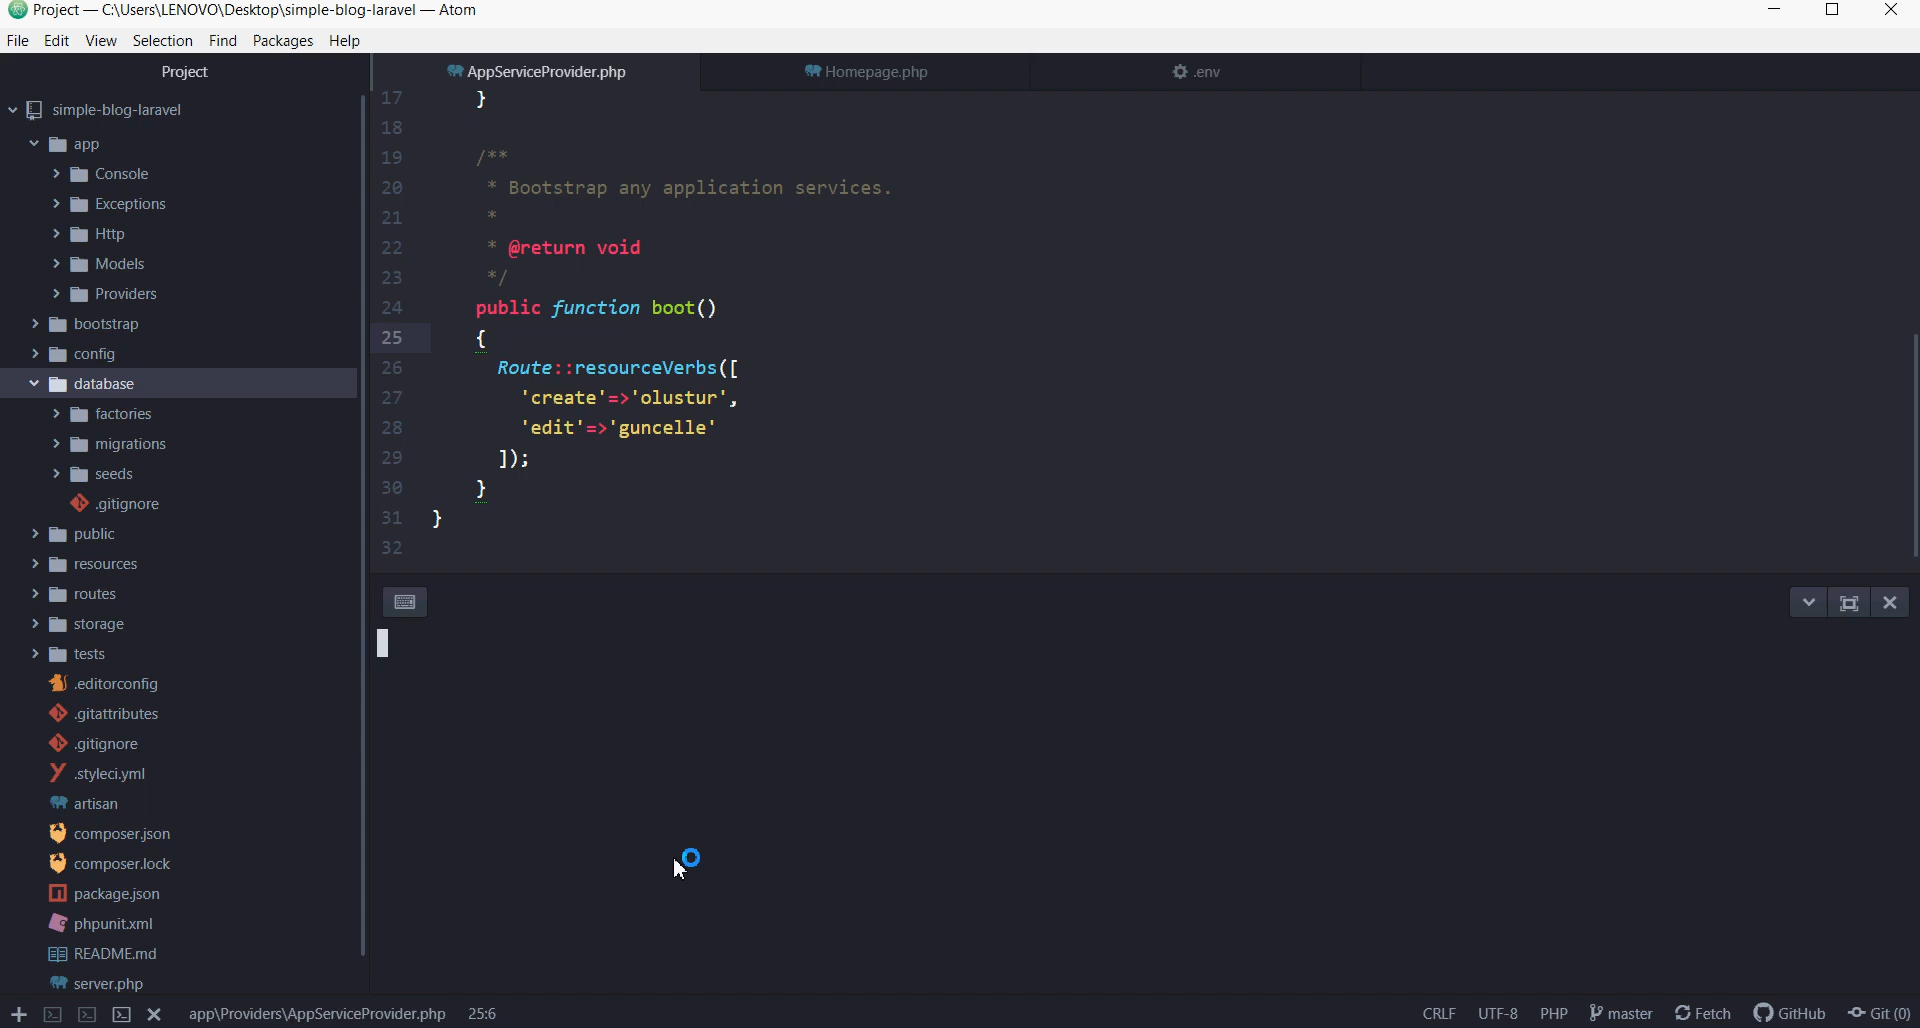 Project — C:\Users\LENOVO\Desktop\simple-blog-laravel — Atom
File Edit View Selection Find Packages Help
Project
simple-blog-laravel
app
Console
Exceptions
Http
Models
Providers
bootstrap
config
database
factories
migrations
seeds
.gitignore
public
resources
routes
storage
tests
.editorconfig
.gitattributes
.gitignore
.styleci.yml
artisan
composer.json
composer.lock
package.json
phpunit.xml
README.md
server.php
AppServiceProvider.php Homepage.php .env
17 }
18
19 /**
20 * Bootstrap any application services.
21 *
22 * @return void
23 */
24 public function boot()
25 {
26 Route::resourceVerbs([
27 'create'=>'olustur',
28 'edit'=>'guncelle'
29 ]);
30 }
31 }
32
app\Providers\AppServiceProvider.php 25:6 CRLF UTF-8 PHP master Fetch GitHub Git (0)